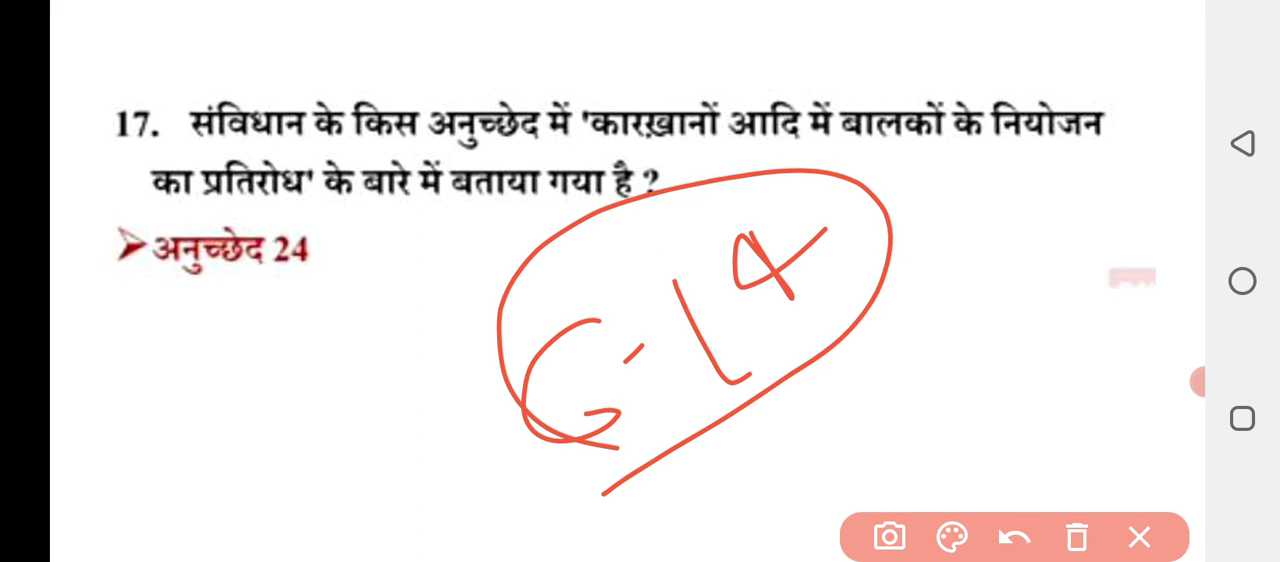 17. संविधान के किस अनुच्छेद में 'कारख़ानों आदि में बालकों के नियोजन
का प्रतिरोध' के बारे में बताया गया है ?
➤ अनुच्छेद 24
6-14